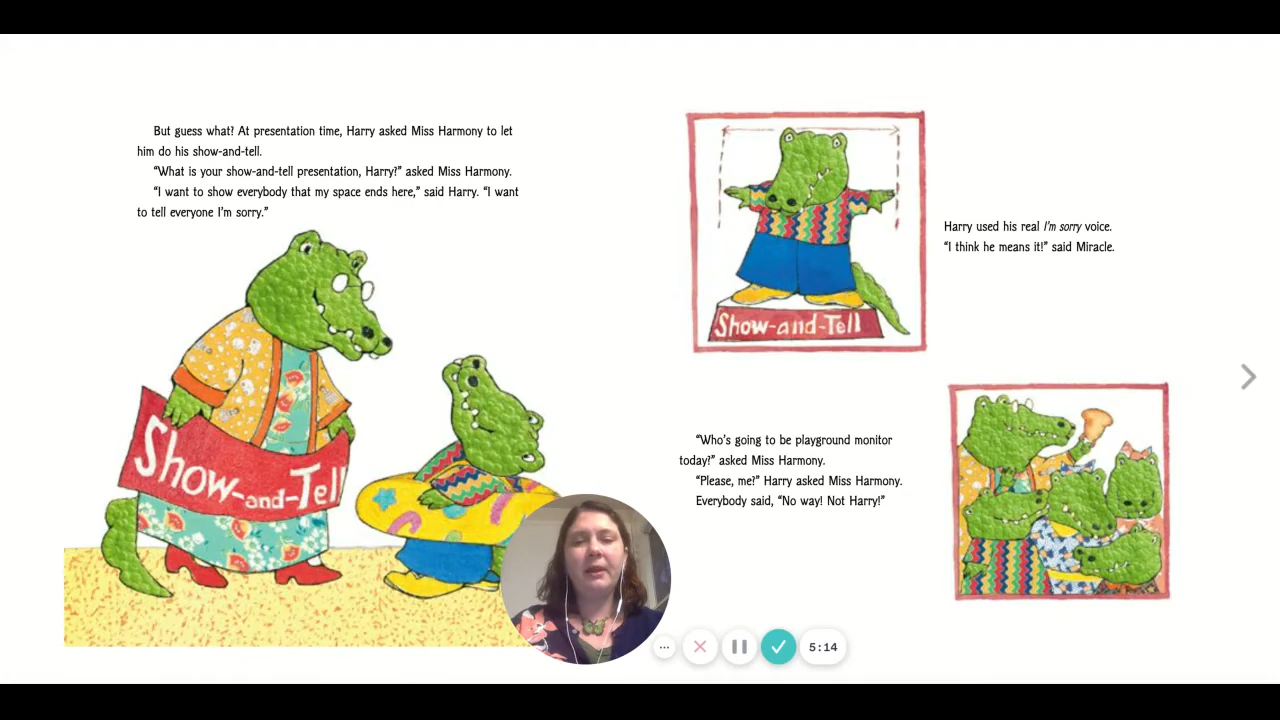 But guess what? At presentation time, Harry asked Miss Harmony to let
him do his show-and-tell.
“What is your show-and-tell presentation, Harry?” asked Miss Harmony.
“I want to show everybody that my space ends here,” said Harry. “I want
to tell everyone I’m sorry.”
Show-and-Tell
Show-and-Tell
Harry used his real I’m sorry voice.
“I think he means it!” said Miracle.
“Who’s going to be playground monitor
today?” asked Miss Harmony.
“Please, me?” Harry asked Miss Harmony.
Everybody said, “No way! Not Harry!”
5:14